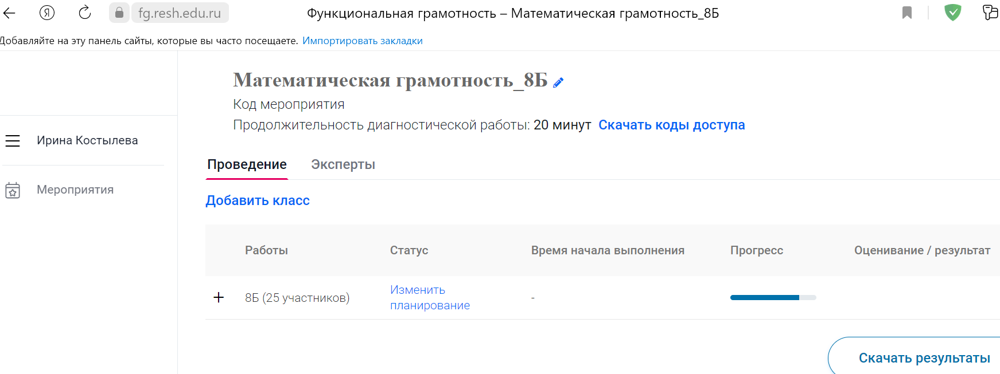 Я
fg.resh.edu.ru
Функциональная грамотность – Математическая грамотность_8Б
Добавляйте на эту панель сайты, которые вы часто посещаете. Импортировать закладки
Математическая грамотность_8Б
Код мероприятия
Продолжительность диагностической работы: 20 минут Скачать коды доступа
Ирина Костылева
Мероприятия
Проведение Эксперты
Добавить класс
Работы Статус Время начала выполнения Прогресс Оценивание / результат
+ 8Б (25 участников) Изменить планирование -
Скачать результаты